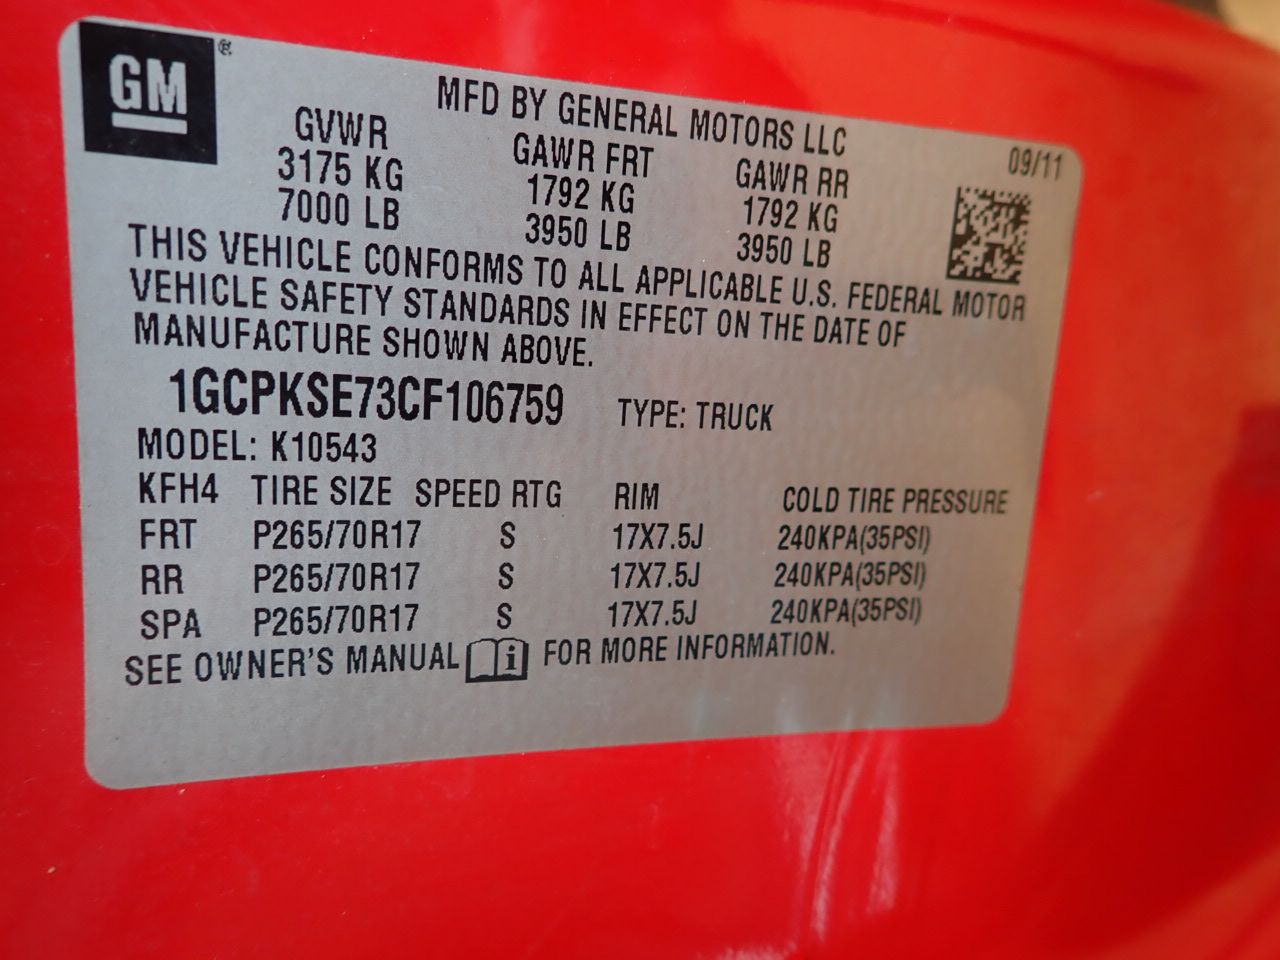 GM®
MFD BY GENERAL MOTORS LLC
09/11
GVWR GAWR FRT GAWR RR
3175 KG 1792 KG 1792 KG
7000 LB 3950 LB 3950 LB
THIS VEHICLE CONFORMS TO ALL APPLICABLE U.S. FEDERAL MOTOR
VEHICLE SAFETY STANDARDS IN EFFECT ON THE DATE OF
MANUFACTURE SHOWN ABOVE.
1GCPKSE73CF106759 TYPE: TRUCK
MODEL: K10543
KFH4 TIRE SIZE SPEED RTG RIM COLD TIRE PRESSURE
FRT P265/70R17 S 17X7.5J 240KPA(35PSI)
RR P265/70R17 S 17X7.5J 240KPA(35PSI)
SPA P265/70R17 S 17X7.5J 240KPA(35PSI)
SEE OWNER'S MANUAL i FOR MORE INFORMATION.